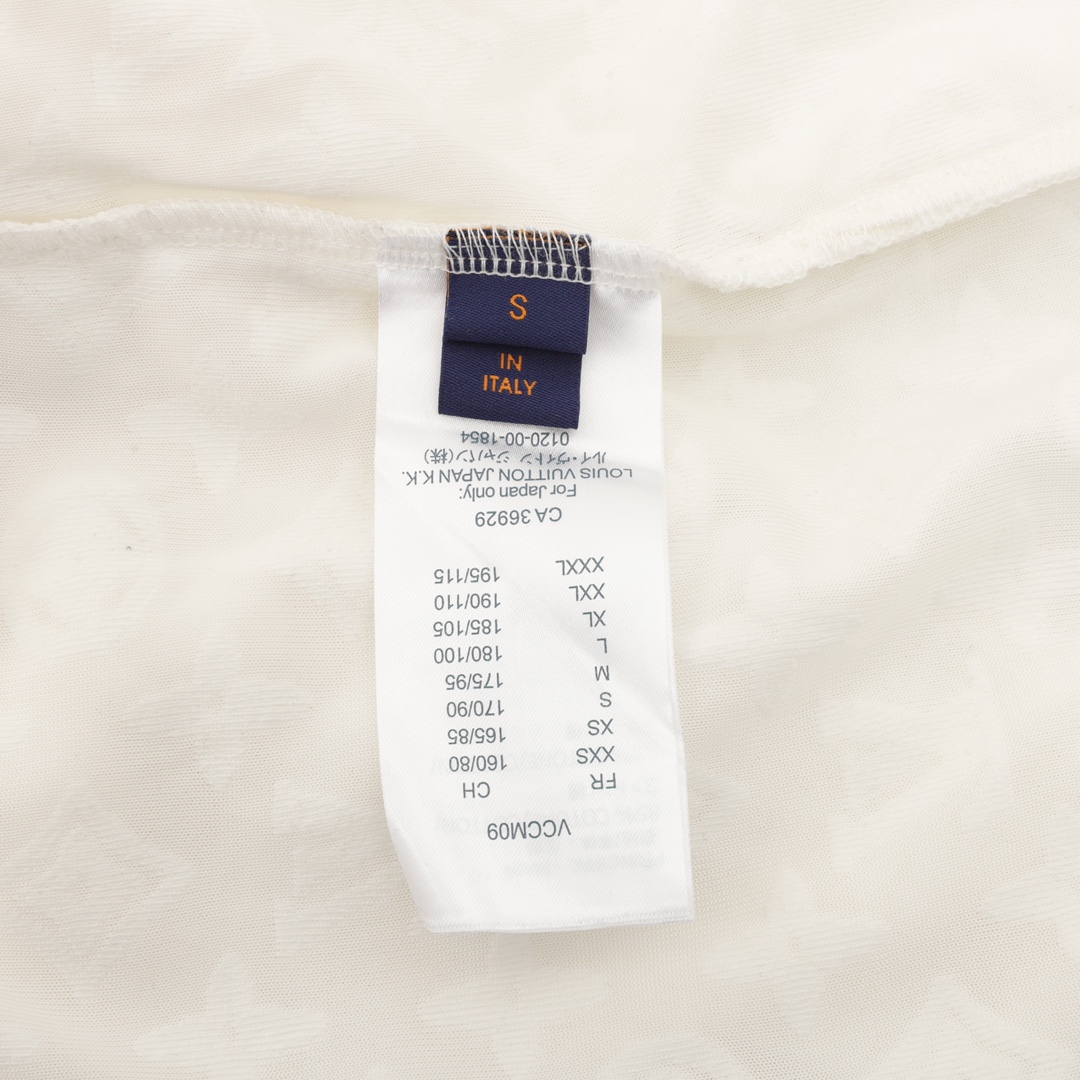 S
IN
ITALY
VCCM09
FR CH
XXS 160/80
XS 165/85
S 170/90
M 175/95
L 180/100
XL 185/105
XXL 190/110
XXXL 195/115
CA 36929
For Japan only:
LOUIS VUITTON JAPAN K.K.
ルイ・ヴィトン ジャパン(株)
0120-00-1854